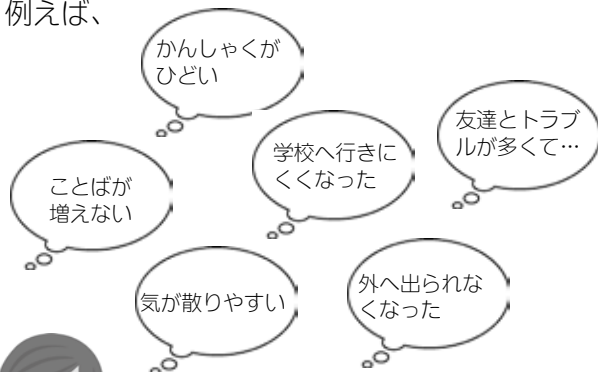 例えば、
かんしゃくが
ひどい
友達とトラブ
ルが多くて…
学校へ行きに
くくなった
ことばが
増えない
気が散りやすい
外へ出られな
くなった